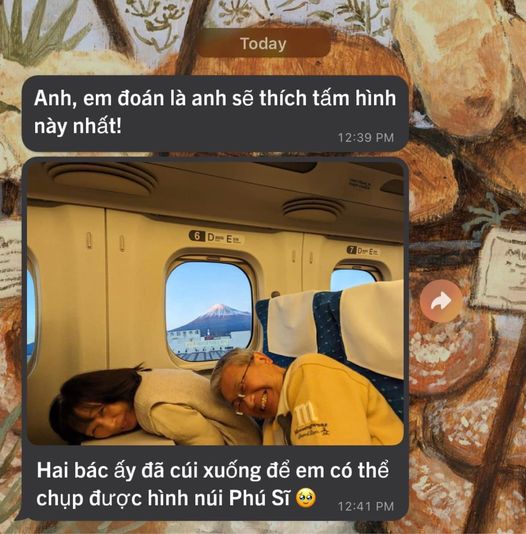 Today
Anh, em đoán là anh sẽ thích tấm hình
này nhất!
12:39 PM
6 D E
7 D E
Hai bác ấy đã cúi xuống để em có thể
chụp được hình núi Phú Sĩ 🥹
12:41 PM